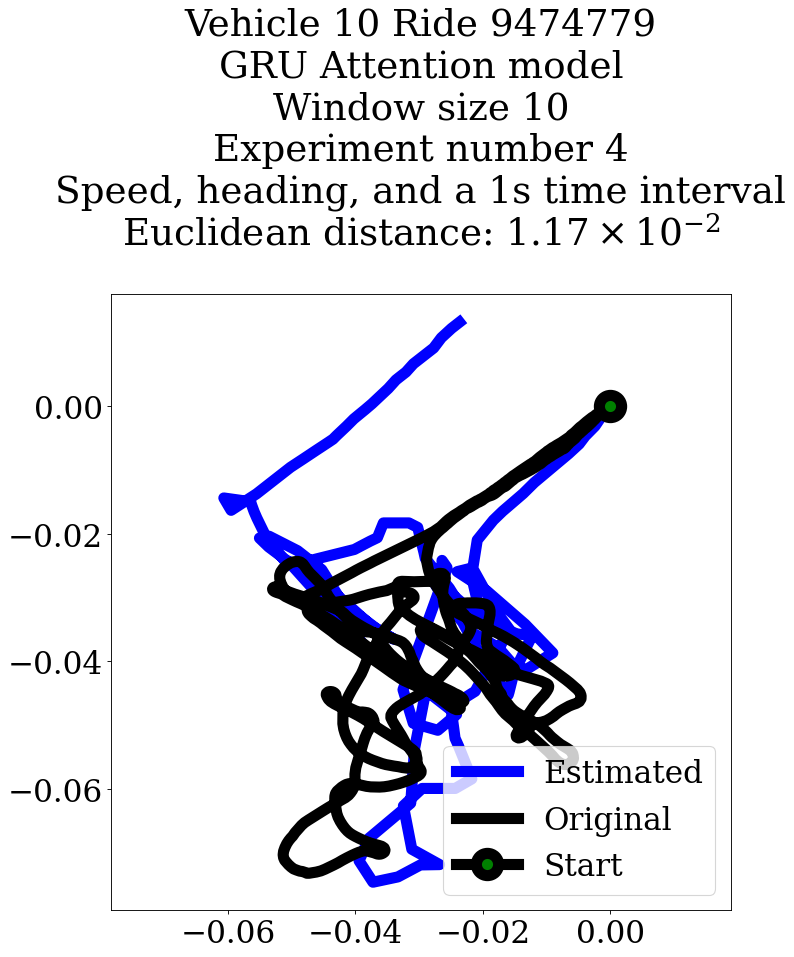 Vehicle 10 Ride 9474779
GRU Attention model
Window size 10
Experiment number 4
Speed, heading, and a 1s time interval
Euclidean distance: 1.17 × 10⁻²
0.00
−0.02
−0.04
−0.06
Estimated
Original
Start
−0.06 −0.04 −0.02 0.00